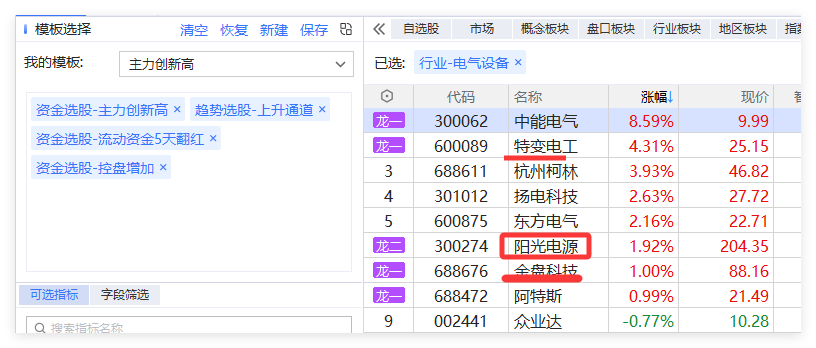 模板选择 清空 恢复 新建 保存
我的模板: 主力创新高
资金选股-主力创新高 × 趋势选股-上升通道 ×
资金选股-流动资金5天翻红 ×
资金选股-控盘增加 ×
可选指标 字段筛选
搜索指标名称
自选股 市场 概念板块 盘口板块 行业板块 地区板块
已选: 行业-电气设备 ×
代码 名称 涨幅↓ 现价
龙一 300062 中能电气 8.59% 9.99
龙一 600089 特变电工 4.31% 25.15
3 688611 杭州柯林 3.93% 46.82
4 301012 扬电科技 2.63% 27.72
5 600875 东方电气 2.16% 22.71
龙二 300274 阳光电源 1.92% 204.35
龙一 688676 金盘科技 1.00% 88.16
龙一 688472 阿特斯 0.99% 21.49
9 002441 众业达 -0.77% 10.28